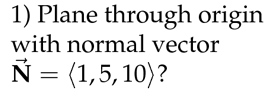 1) Plane through origin
with normal vector
N⃗ = ⟨1, 5, 10⟩?